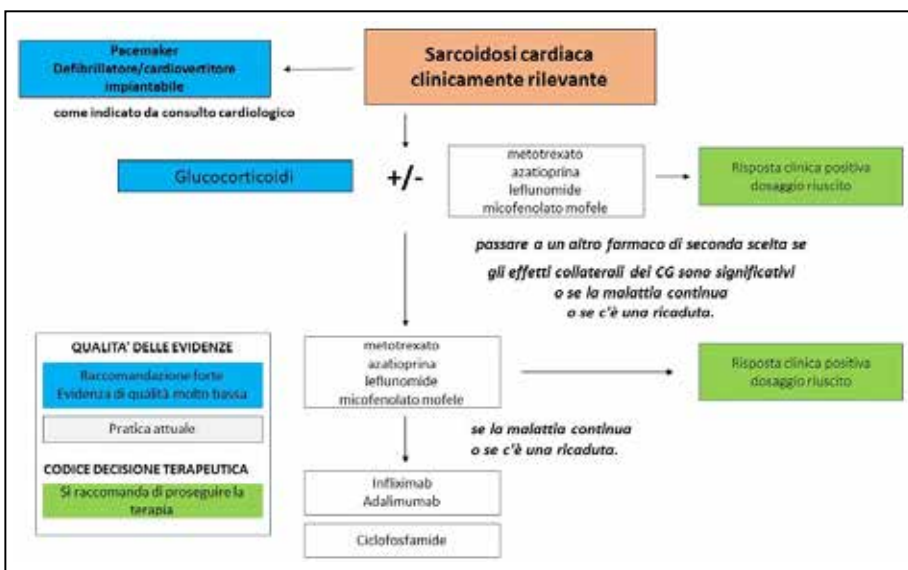 Pacemaker
Defibrillatore/cardiovertitore
impiantabile
Sarcoidosi cardiaca
clinicamente rilevante
come indicato da consulto cardiologico
Glucocorticoidi
+/-
metotrexato
azatioprina
leflunomide
micofenolato mofele
Risposta clinica positiva
dosaggio riuscito
passare a un altro farmaco di seconda scelta se
gli effetti collaterali dei CG sono significativi
o se la malattia continua
o se c'è una ricaduta.
QUALITA' DELLE EVIDENZE
Raccomandazione forte
Evidenza di qualità molto bassa
Pratica attuale
CODICE DECISIONE TERAPEUTICA
Si raccomanda di proseguire la
terapia
metotrexato
azatioprina
leflunomide
micofenolato mofele
Risposta clinica positiva
dosaggio riuscito
se la malattia continua
o se c'è una ricaduta.
Infliximab
Adalimumab
Ciclofosfamide